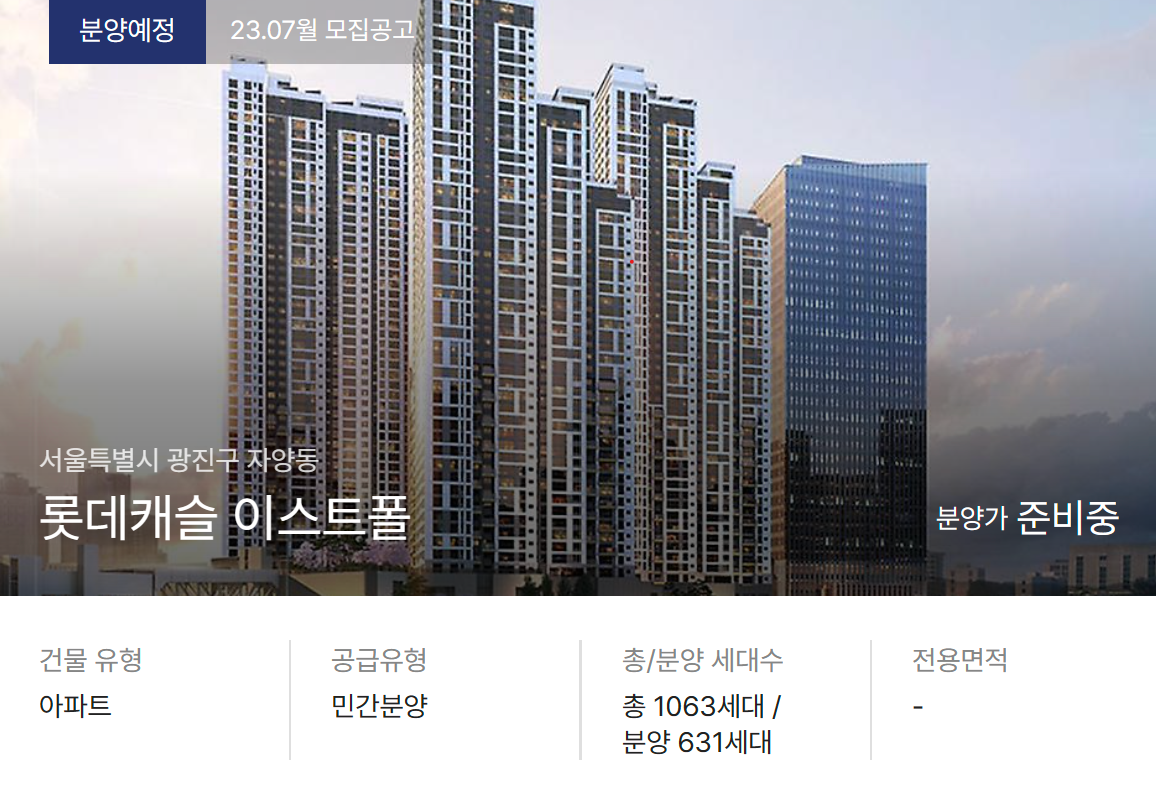 분양예정
23.07월 모집공고
서울특별시 광진구 자양동
롯데캐슬 이스트폴
분양가 준비중
건물 유형
아파트
공급유형
민간분양
총/분양 세대수
총 1063세대 /
분양 631세대
전용면적
-